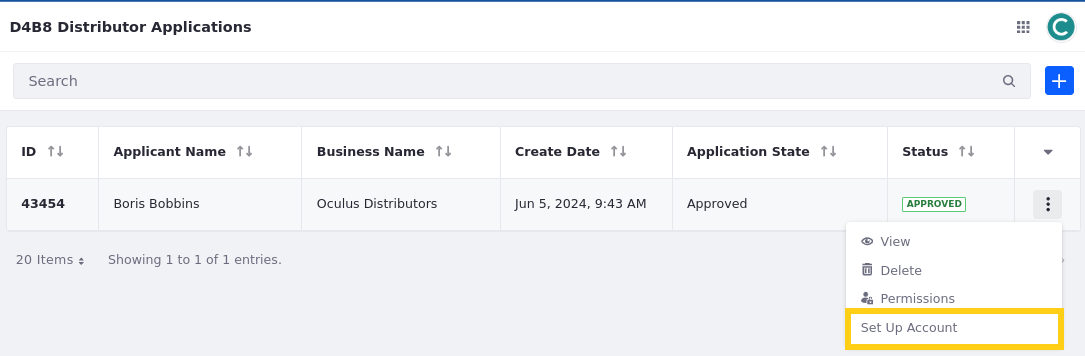 D4B8 Distributor Applications
C
Search
ID Applicant Name Business Name Create Date Application State Status
43454 Boris Bobbins Oculus Distributors Jun 5, 2024, 9:43 AM Approved APPROVED
20 Items Showing 1 to 1 of 1 entries.
View
Delete
Permissions
Set Up Account